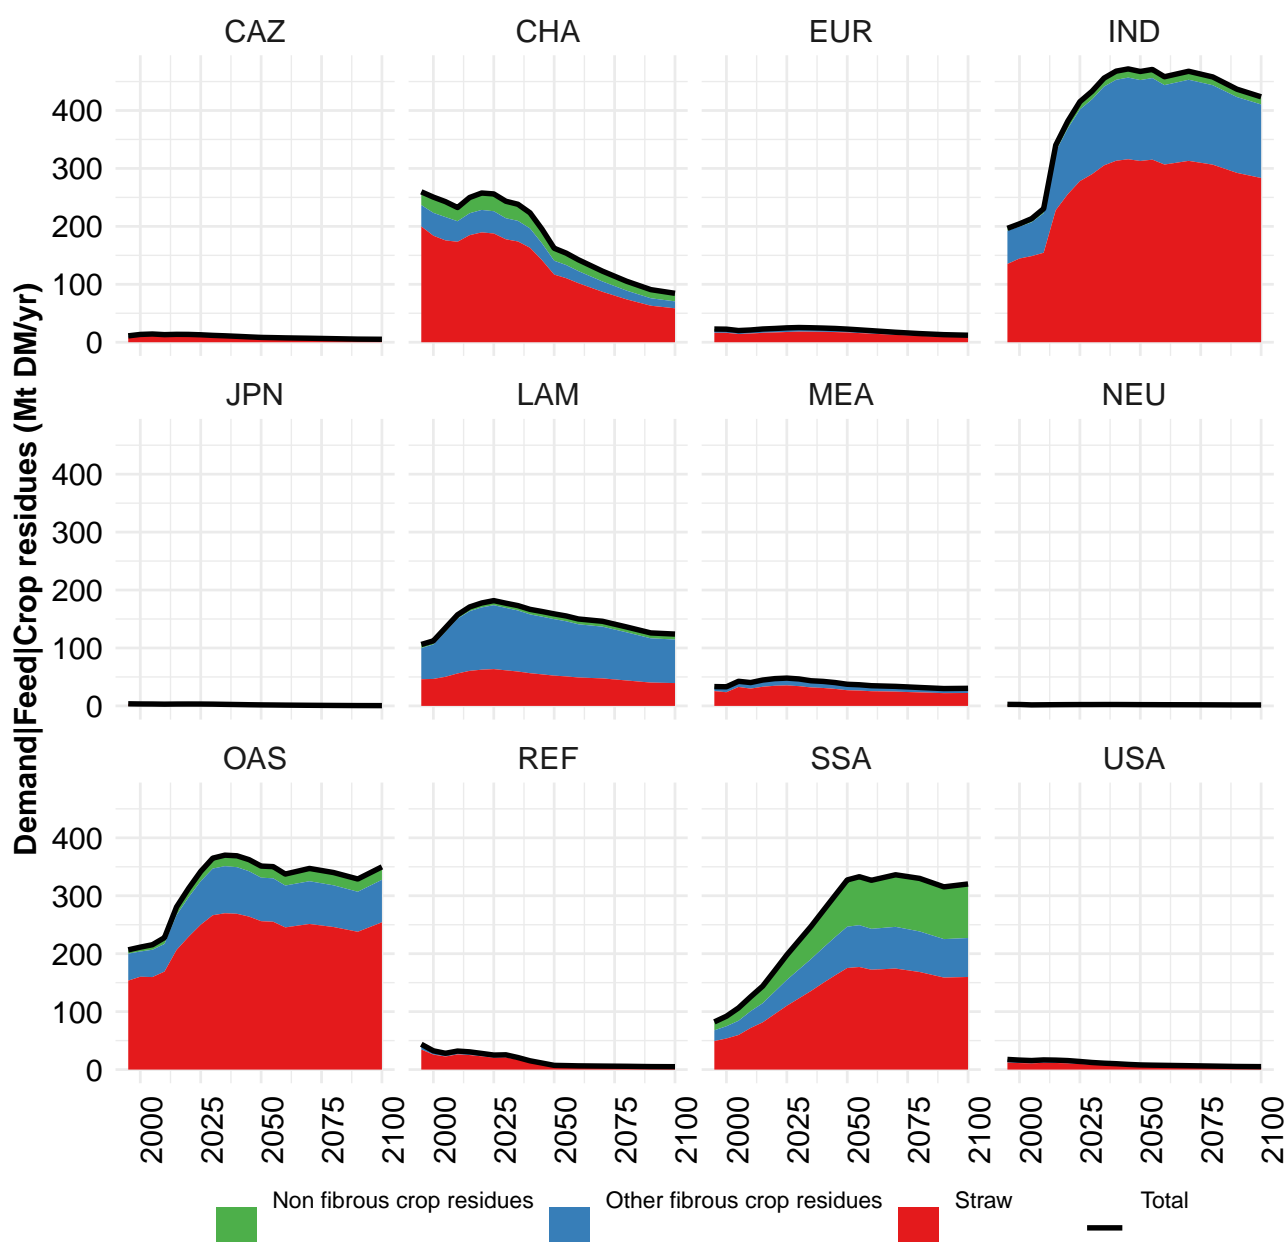 CAZ CHA EUR IND
400
300
200
100
0
JPN LAM MEA NEU
Demand|Feed|Crop residues (Mt DM/yr)
400
300
200
100
0
OAS REF SSA USA
400
300
200
100
0
2000 2025 2050 2075 2100 2000 2025 2050 2075 2100 2000 2025 2050 2075 2100 2000 2025 2050 2075 2100
Non fibrous crop residues Other fibrous crop residues Straw Total